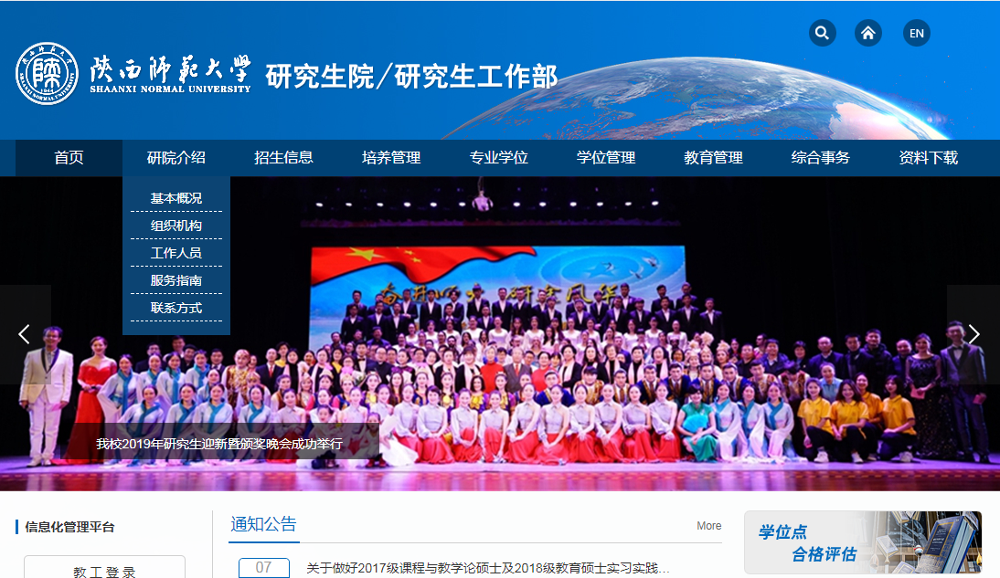 EN
陕西师范大学
SHAANXI NORMAL UNIVERSITY
研究生院/研究生工作部
首页 研院介绍 招生信息 培养管理 专业学位 学位管理 教育管理 综合事务 资料下载
基本概况
组织机构
工作人员
服务指南
联系方式
我校2019年研究生迎新暨颁奖晚会成功举行
信息化管理平台
通知公告
More
学位点
合格评估
教工登录
07
关于做好2017级课程与教学论硕士及2018级教育硕士实习实践…